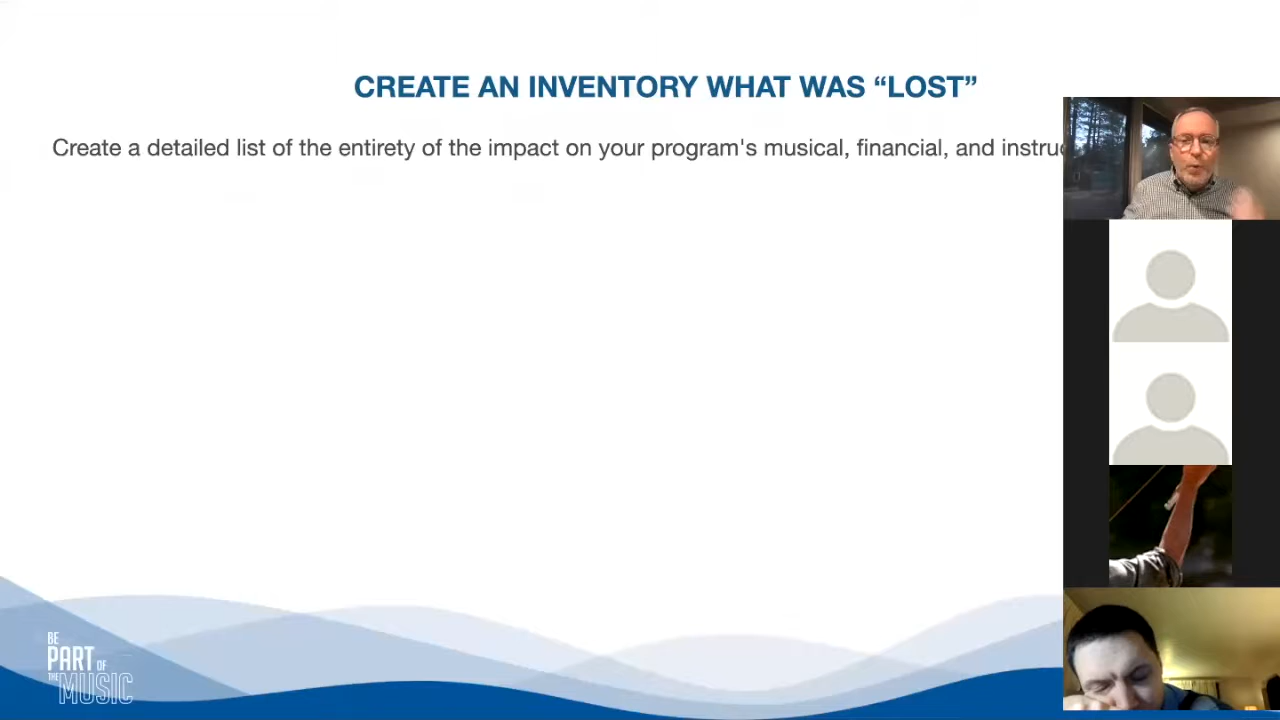 CREATE AN INVENTORY WHAT WAS “LOST”
Create a detailed list of the entirety of the impact on your program's musical, financial, and
BE
PART OF
THE MUSIC